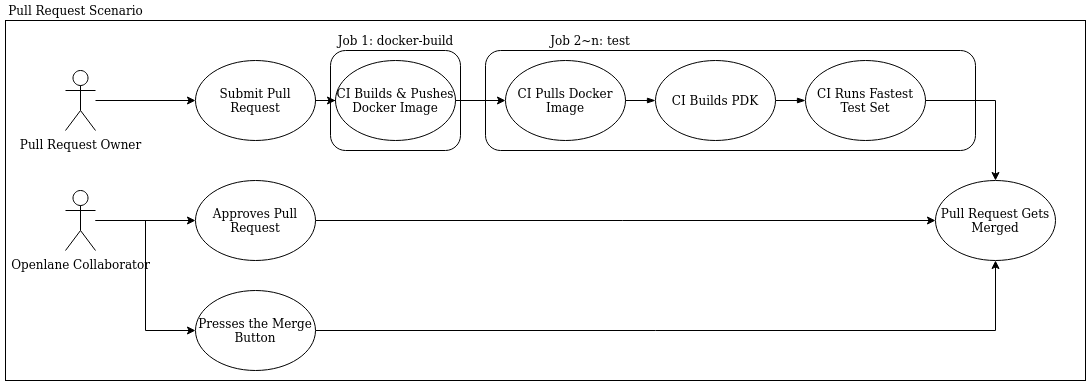 Pull Request Scenario
Job 1: docker-build
Job 2~n: test
Submit Pull
Request
CI Builds & Pushes
Docker Image
CI Pulls Docker
Image
CI Builds PDK
CI Runs Fastest
Test Set
Pull Request Owner
Approves Pull
Request
Pull Request Gets
Merged
Openlane Collaborator
Presses the Merge
Button